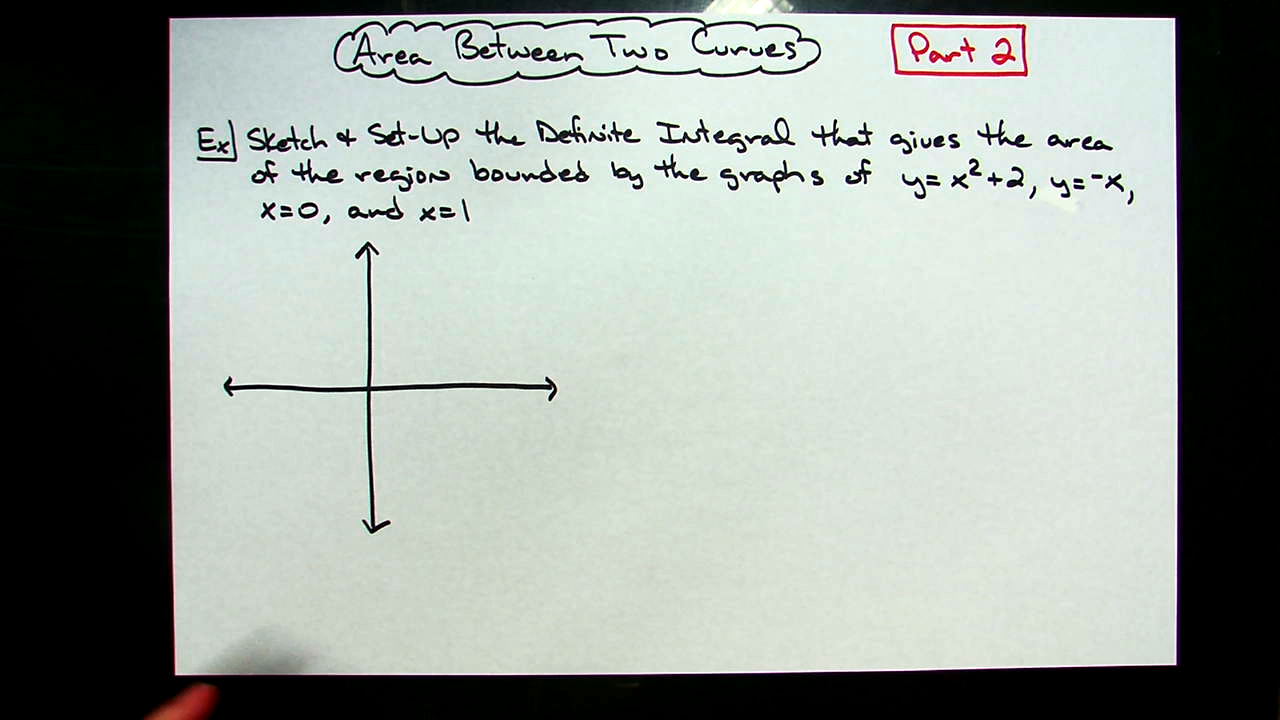 Area Between Two Curves
Part 2
Ex] Sketch & Set-Up the Definite Integral that gives the area
of the region bounded by the graphs of y=x²+2, y=-x,
x=0, and x=1